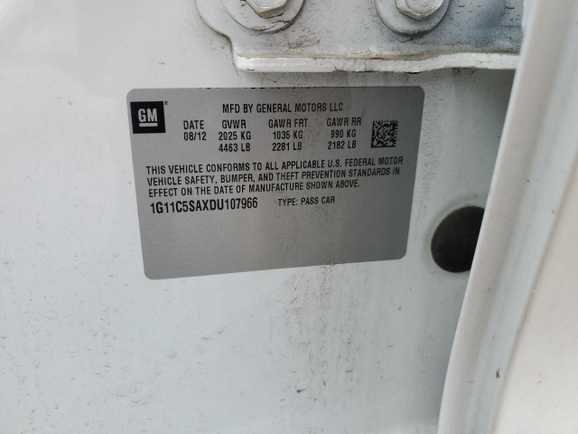 GM
MFD BY GENERAL MOTORS LLC
DATE GVWR GAWR FRT GAWR RR
08/12 2025 KG 1035 KG 990 KG
4463 LB 2281 LB 2182 LB
THIS VEHICLE CONFORMS TO ALL APPLICABLE U.S. FEDERAL MOTOR
VEHICLE SAFETY, BUMPER, AND THEFT PREVENTION STANDARDS IN
EFFECT ON THE DATE OF MANUFACTURE SHOWN ABOVE.
1G11C5SAXDU107966 TYPE: PASS CAR